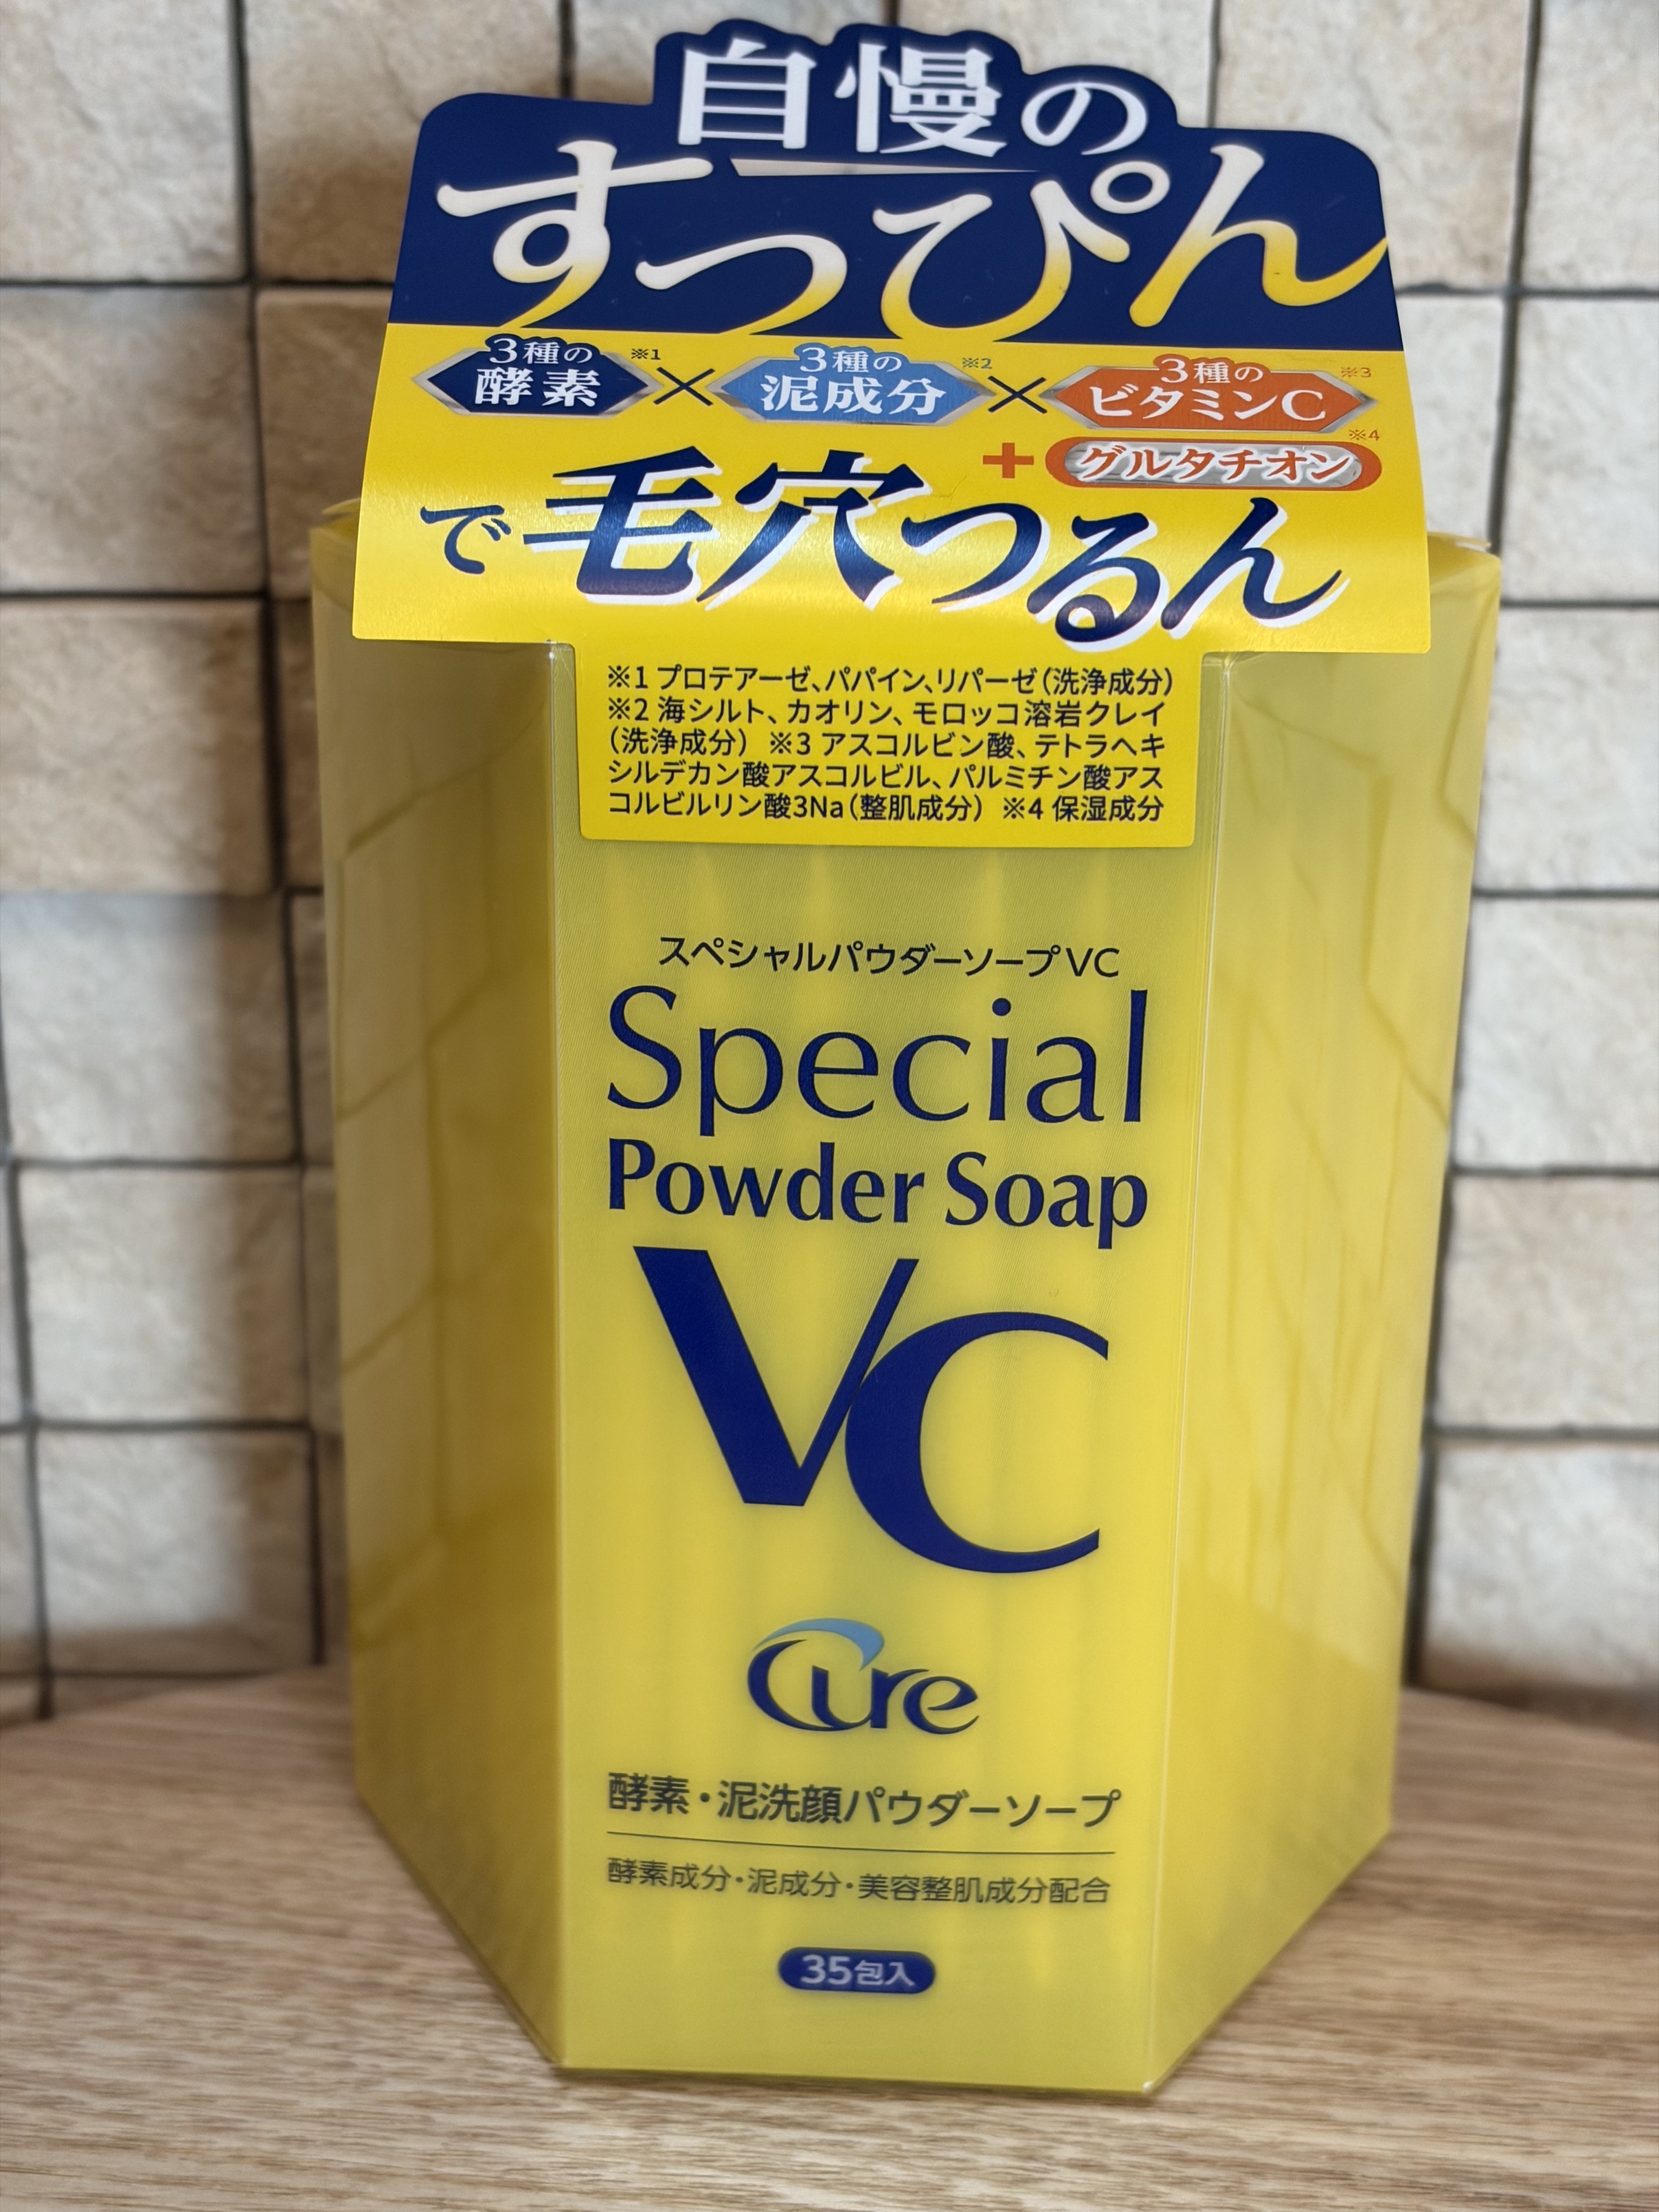 自慢の
すっぴん
3種の酵素※1×3種の泥成分※2×3種のビタミンC※3
+グルタチオン※4
で毛穴つるん
※1 プロテアーゼ、パパイン、リパーゼ（洗浄成分）
※2 海シルト、カオリン、モロッコ溶岩クレイ
（洗浄成分） ※3 アスコルビン酸、テトラヘキ
シルデカン酸アスコルビル、パルミチン酸アス
コルビルリン酸3Na（整肌成分） ※4 保湿成分
スペシャルパウダーソープVC
Special
Powder Soap
VC
Cure
酵素・泥洗顔パウダーソープ
酵素成分・泥成分・美容整肌成分配合
35包入